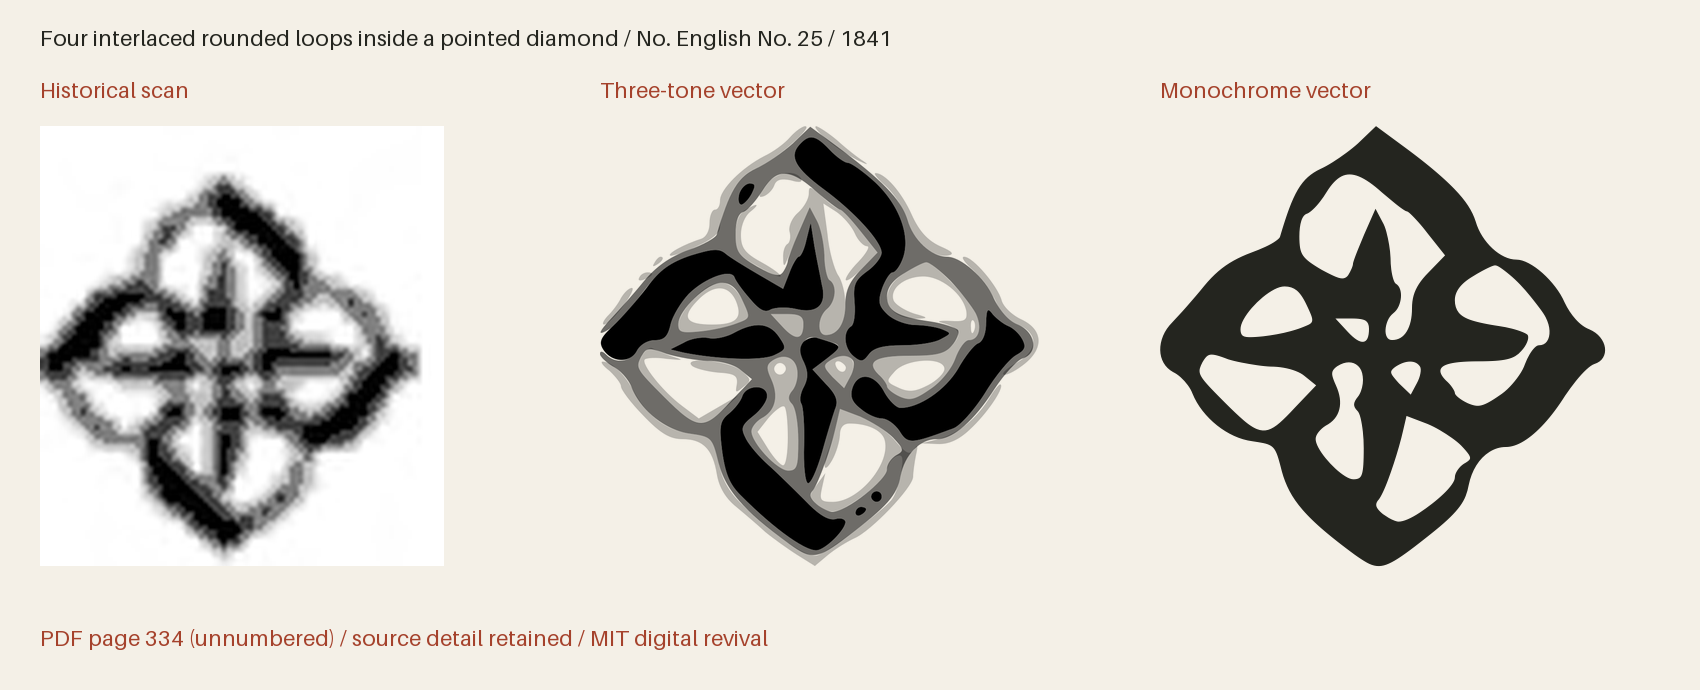 Four interlaced rounded loops inside a pointed diamond / No. English No. 25 / 1841
Historical scan
Three-tone vector
Monochrome vector
PDF page 334 (unnumbered) / source detail retained / MIT digital revival